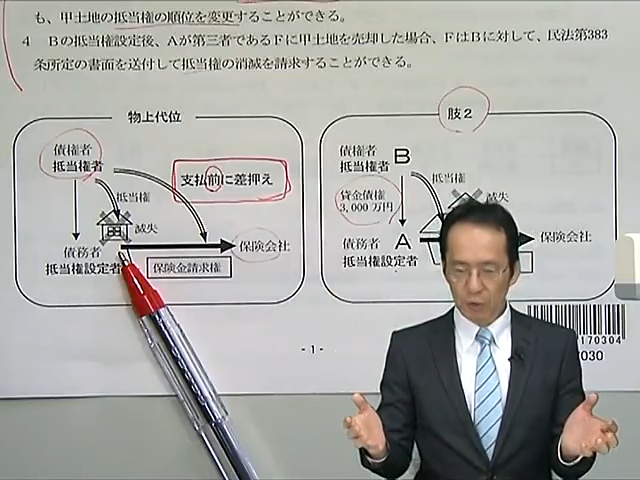 も、甲土地の抵当権の順位を変更することができる。
4 Bの抵当権設定後、Aが第三者であるFに甲土地を売却した場合、FはBに対して、民法第383
条所定の書面を送付して抵当権の消滅を請求することができる。
物上代位
債権者
抵当権者
支払前に差押え
抵当権
滅失
債務者
抵当権設定者
保険会社
保険金請求権
肢2
債権者
抵当権者
B
抵当権
貸金債権
3,000万円
滅失
債務者
抵当権設定者
A
保険会社
- 1 -
170304
7030